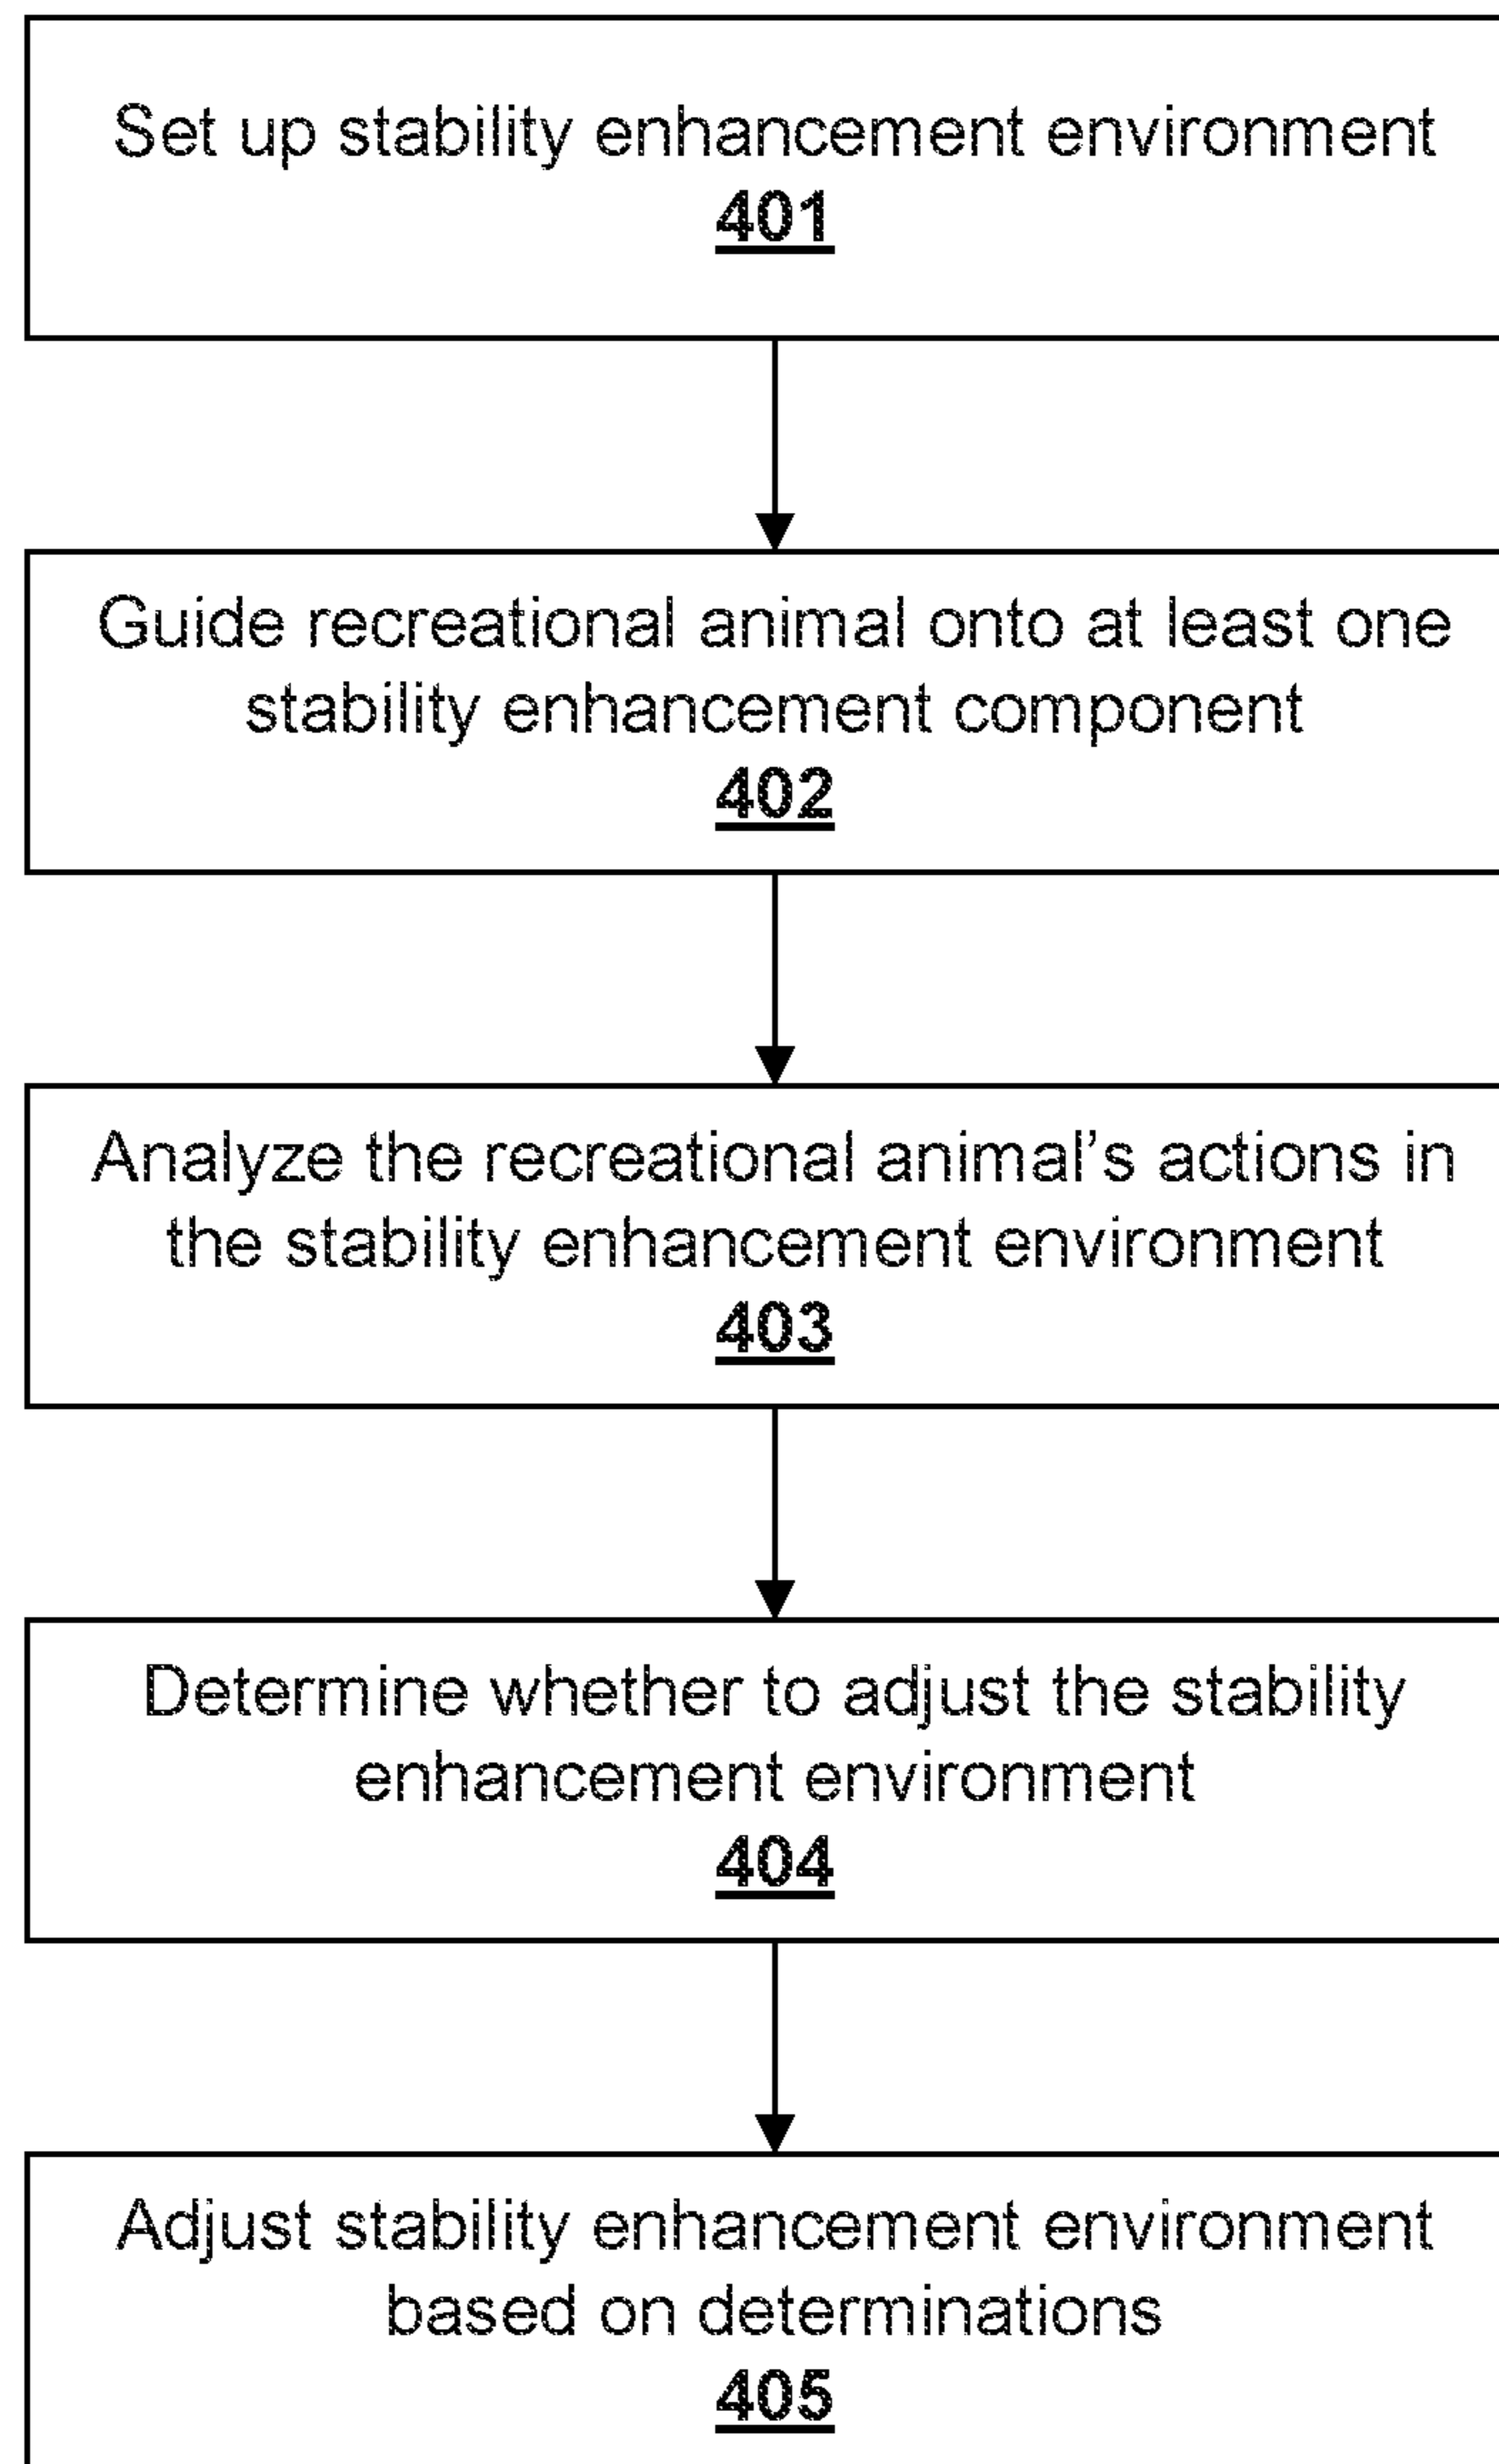 Set up stability enhancement environment
401
Guide recreational animal onto at least one
stability enhancement component
402
Analyze the recreational animal’s actions in
the stability enhancement environment
403
Determine whether to adjust the stability
enhancement environment
404
Adjust stability enhancement environment
based on determinations
405